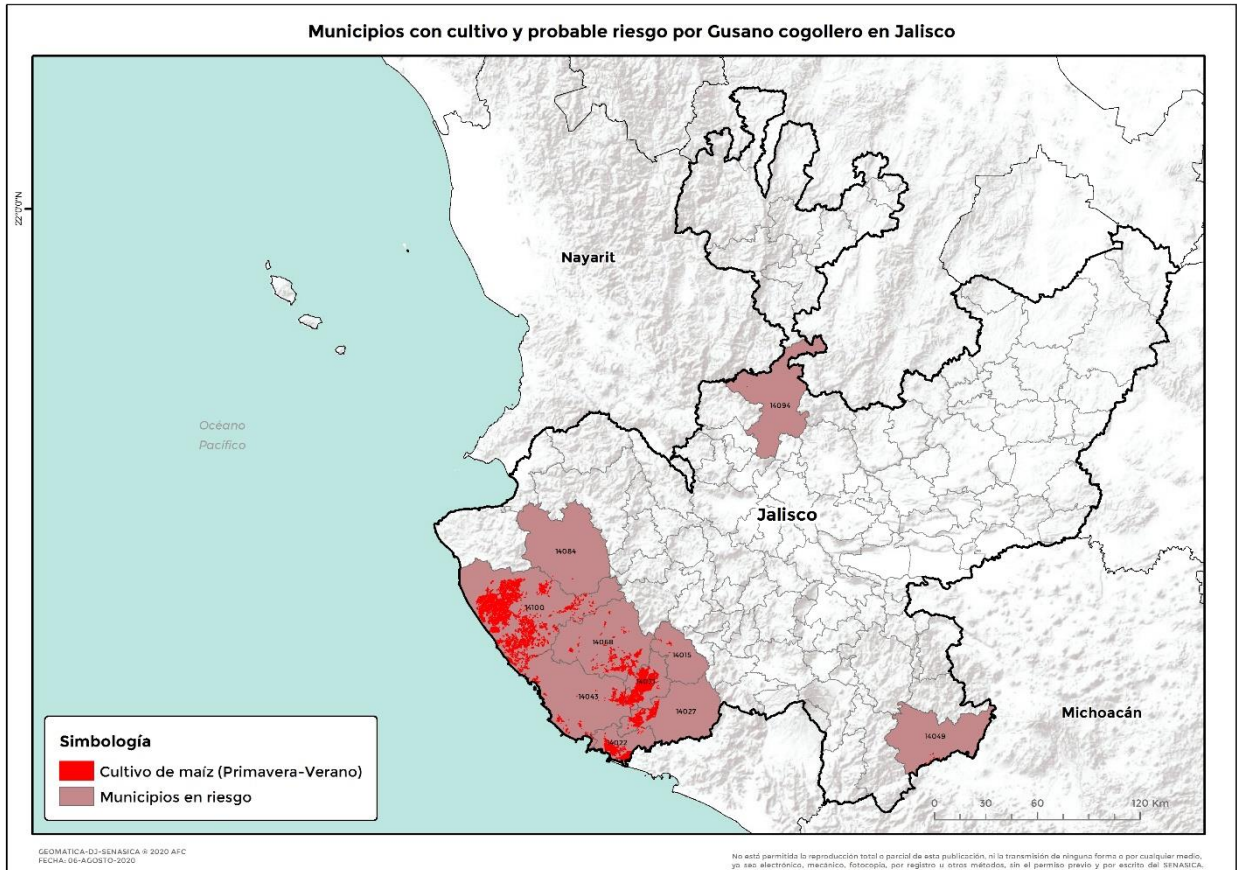 Municipios con cultivo y probable riesgo por Gusano cogollero en Jalisco
22°0'0"N
Nayarit
14094
Océano
Pacífico
Jalisco
14084
14100
14068
14015
14043
14027
Michoacán
14022
14049
Simbología
Cultivo de maíz (Primavera-Verano)
Municipios en riesgo
0 30 60 120 Km
GEOMATICA-DJ-SENASICA © 2020 AFC
FECHA: 06-AGOSTO-2020
No está permitida la reproducción total o parcial de esta publicación, ni la transmisión de ninguna forma o por cualquier medio,
ya sea electrónico, mecánico, fotocopia, por registro u otros métodos, sin el permiso previo y por escrito del SENASICA.